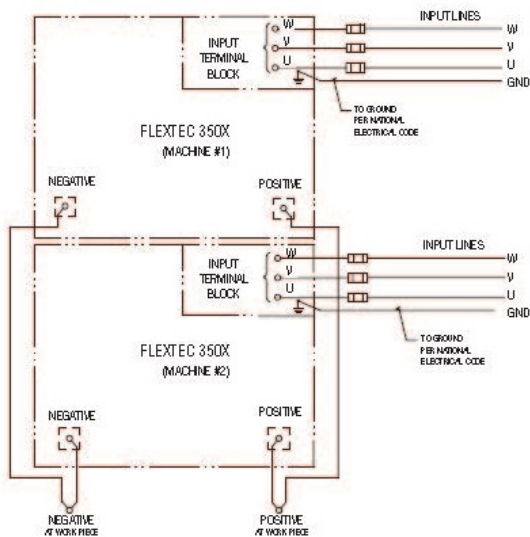 INPUT LINES
W
W
INPUT
TERMINAL
BLOCK
V
V
U
U
GND
TO GROUND
PER NATIONAL
ELECTRICAL CODE
FLEXTEC 350X
(MACHINE #1)
NEGATIVE
POSITIVE
INPUT LINES
W
W
INPUT
TERMINAL
BLOCK
V
V
U
U
GND
TO GROUND
PER NATIONAL
ELECTRICAL CODE
FLEXTEC 350X
(MACHINE #2)
NEGATIVE
POSITIVE
NEGATIVE
AT WORK PIECE
POSITIVE
AT WORK PIECE